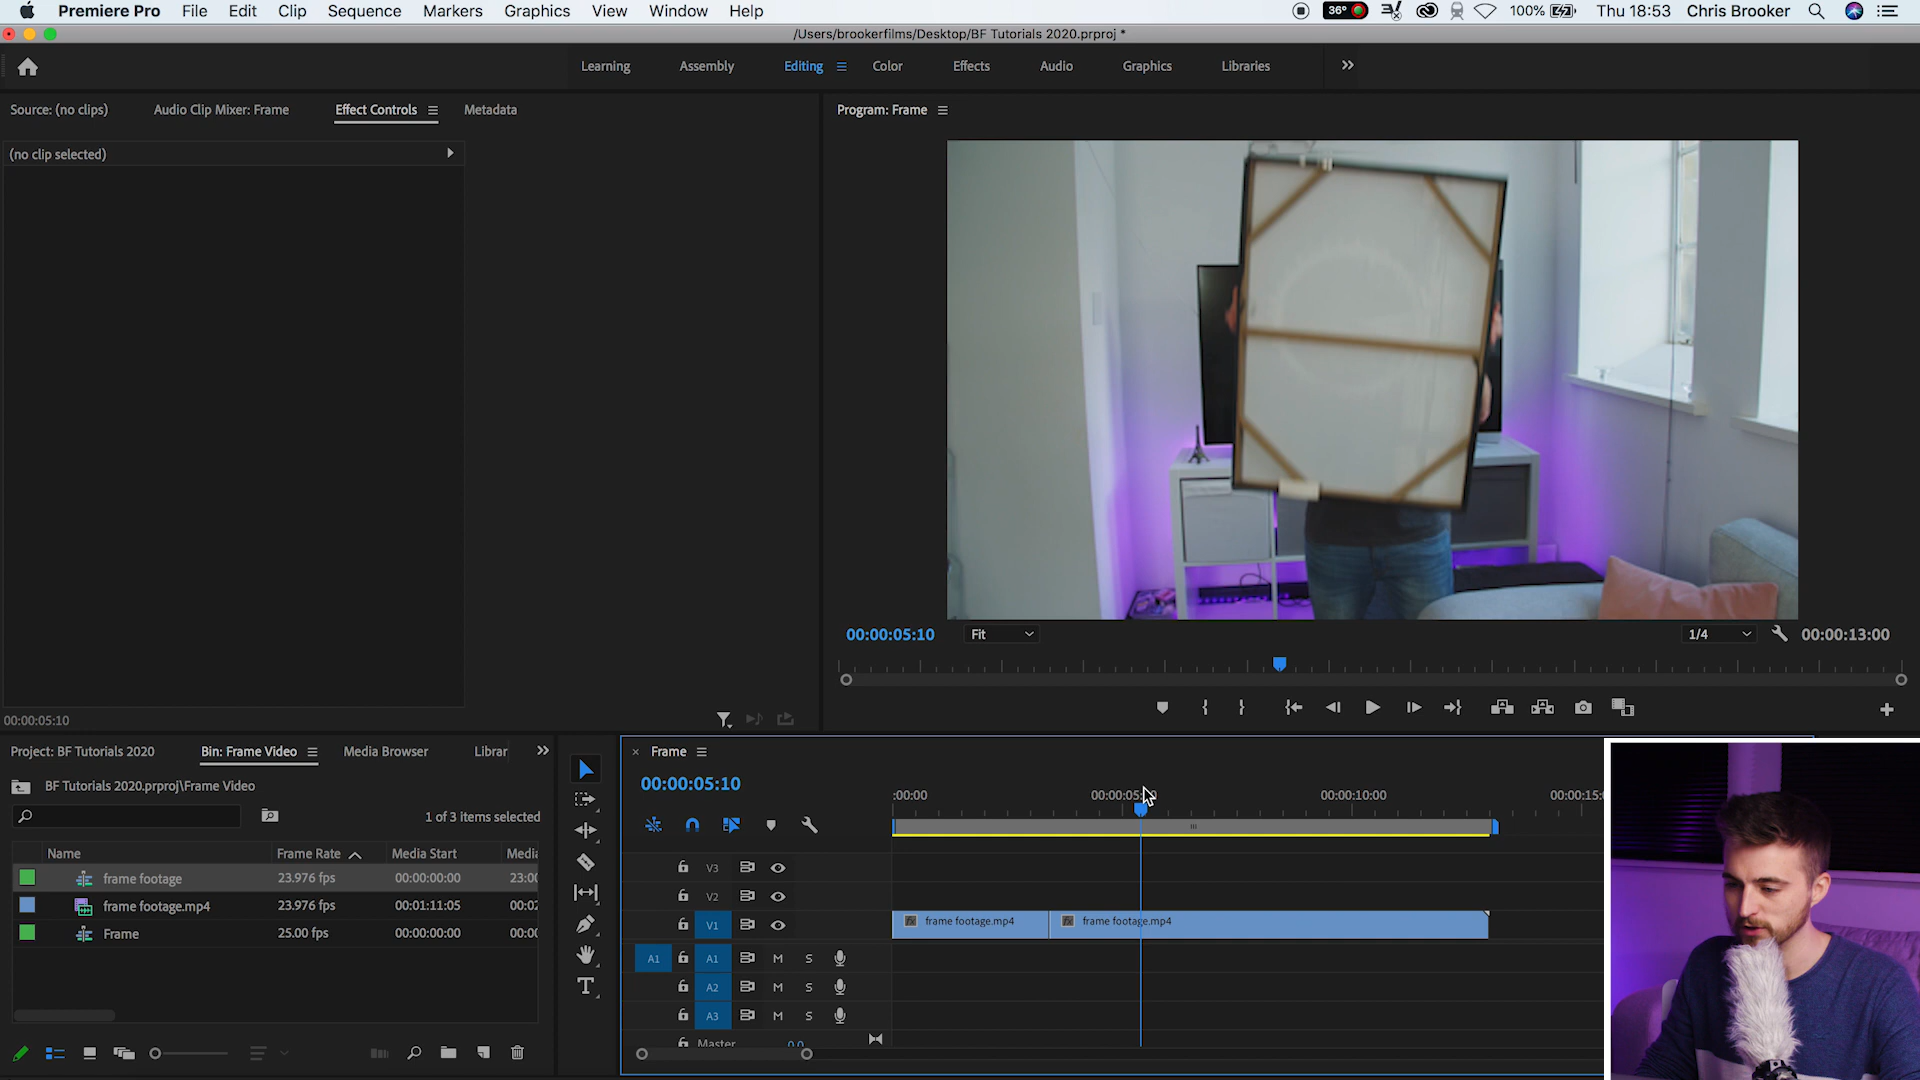 Premiere Pro File Edit Clip Sequence Markers Graphics View Window Help 36° 100% Thu 18:53 Chris Brooker
/Users/brookerfilms/Desktop/BF Tutorials 2020.prproj *
Learning Assembly Editing Color Effects Audio Graphics Libraries
Source: (no clips) Audio Clip Mixer: Frame Effect Controls Metadata
Program: Frame
(no clip selected)
00:00:05:10 Fit 1/4 00:00:13:00
00:00:05:10
Project: BF Tutorials 2020 Bin: Frame Video Media Browser Librar
BF Tutorials 2020.prproj\Frame Video
1 of 3 items selected
Name Frame Rate Media Start Media
frame footage 23.976 fps 00:00:00:00 23:00
frame footage.mp4 23.976 fps 00:01:11:05 00:02
Frame 25.00 fps 00:00:00:00 00:00
T
Frame
00:00:05:10
:00:00 00:00:05: 00:00:10:00 00:00:15:0
V3
V2
V1 fx frame footage.mp4 fx frame footage.mp4
A1 A1 M S
A2 M S
A3 M S
Master 0.0